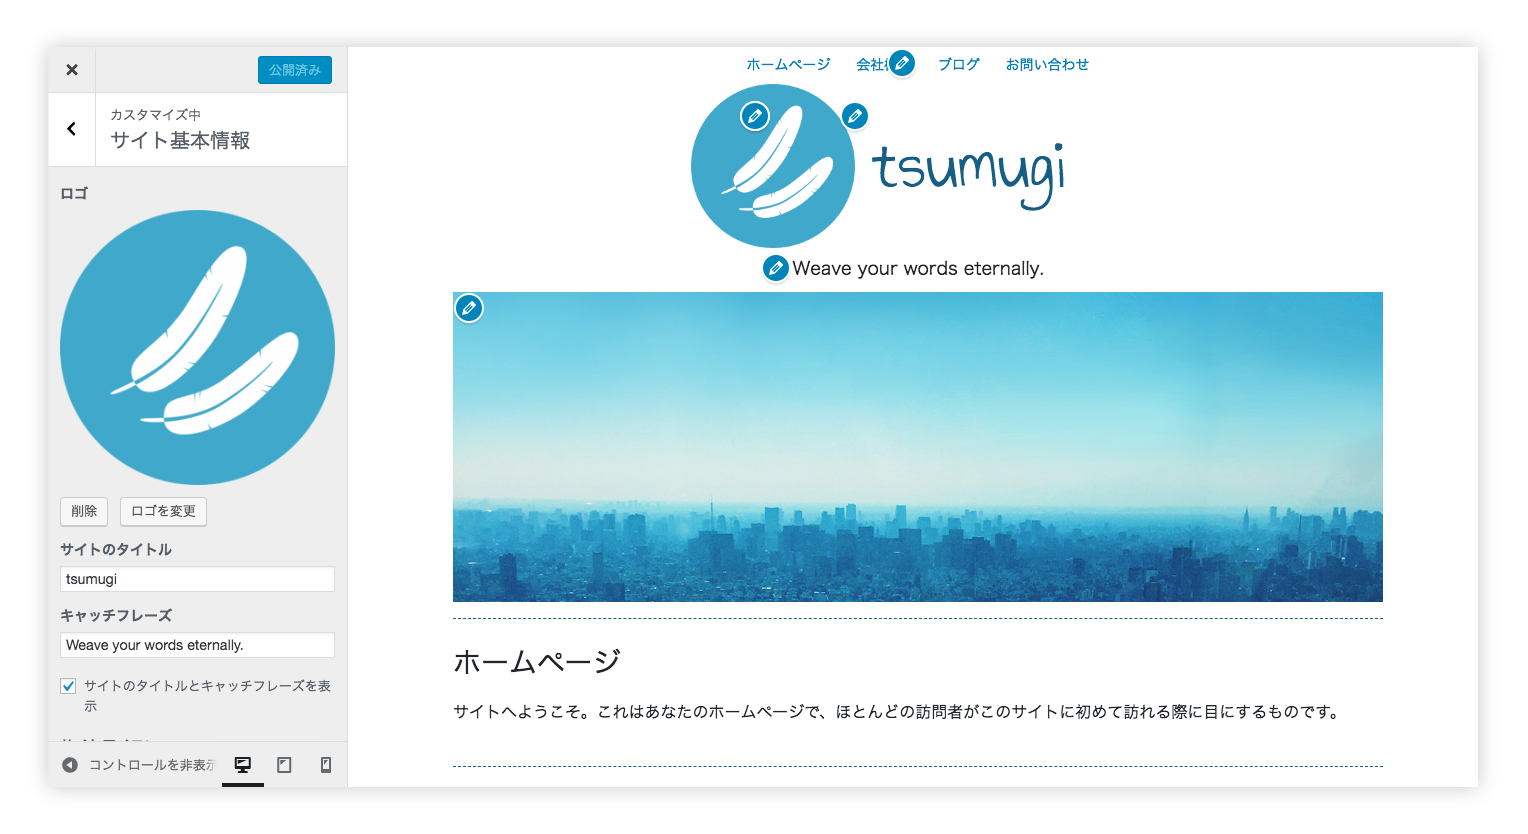 公開済み
カスタマイズ中
サイト基本情報
ロゴ
削除 ロゴを変更
サイトのタイトル
tsumugi
キャッチフレーズ
Weave your words eternally.
サイトのタイトルとキャッチフレーズを表
示
コントロールを非表示
ホームページ 会社 ブログ お問い合わせ
tsumugi
Weave your words eternally.
ホームページ
サイトへようこそ。これはあなたのホームページで、ほとんどの訪問者がこのサイトに初めて訪れる際に目にするものです。